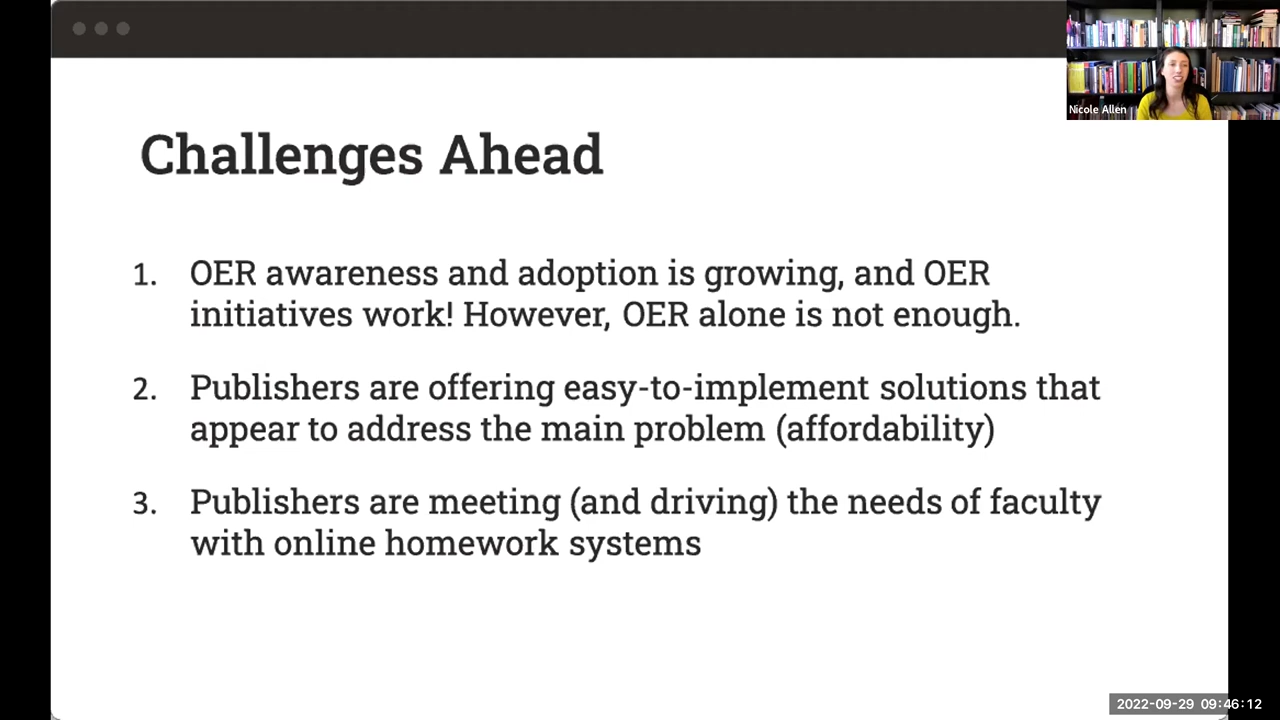 Nicole Allen
Challenges Ahead
1. OER awareness and adoption is growing, and OER
initiatives work! However, OER alone is not enough.
2. Publishers are offering easy-to-implement solutions that
appear to address the main problem (affordability)
3. Publishers are meeting (and driving) the needs of faculty
with online homework systems
2022-09-29 09:46:12